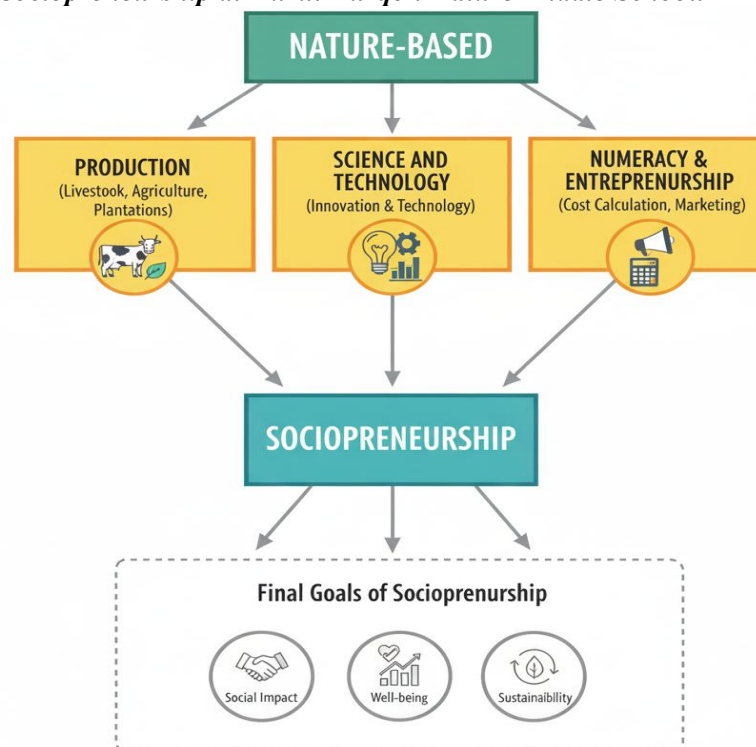 NATURE-BASED
PRODUCTION
(Livestook, Agriculture,
Plantations)
SCIENCE AND
TECHNOLOGY
(Innovation & Technology)
NUMERACY &
ENTREPRENURSHIP
(Cost Calculation, Marketing)
SOCIOPRENEURSHIP
Final Goals of Socioprenurship
Social Impact
Well-being
Sustainaibility